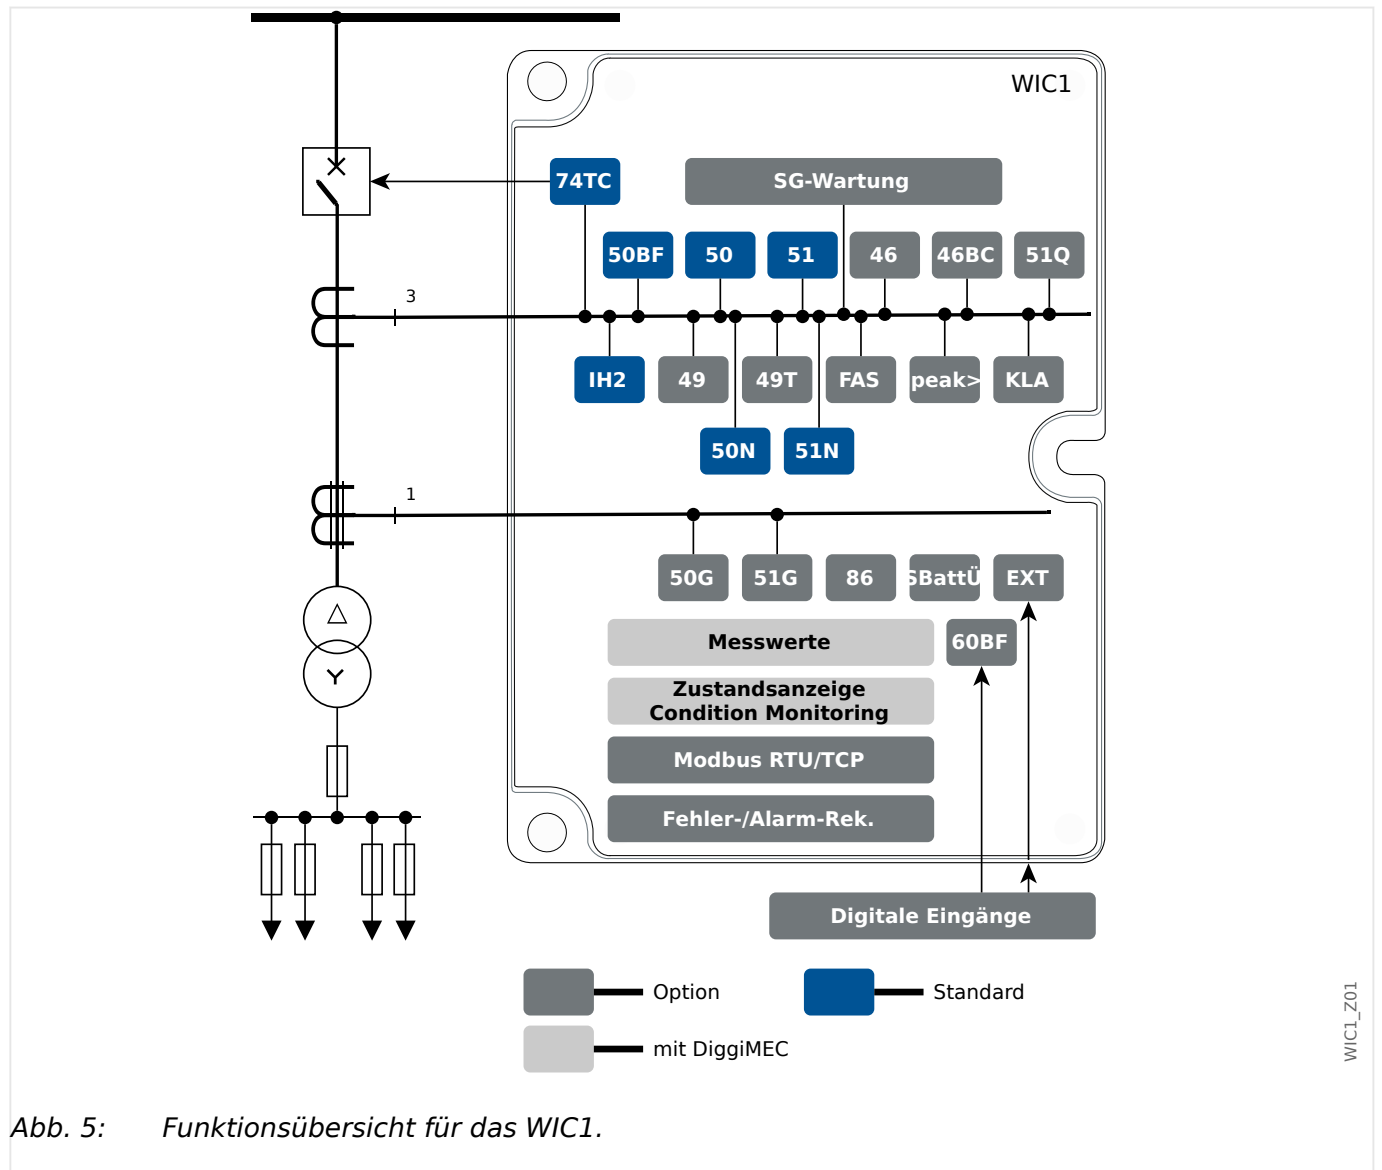 WIC1
74TC
SG-Wartung
50BF
50
51
46
46BC
51Q
3
IH2
49
49T
FAS
peak>
KLA
50N
51N
1
50G
51G
86
SBattÜ
EXT
Messwerte
60BF
Zustandsanzeige
Condition Monitoring
Modbus RTU/TCP
Fehler-/Alarm-Rek.
Digitale Eingänge
Option
Standard
mit DiggiMEC
WIC1_Z01
Abb. 5: Funktionsübersicht für das WIC1.